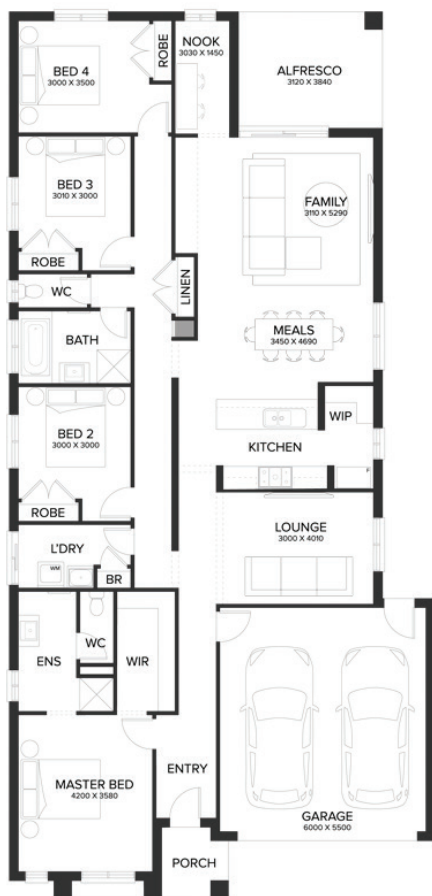 BED 4
3000 X 3500
ROBE
NOOK
3030 X 1450
ALFRESCO
3120 X 3840
BED 3
3010 X 3000
ROBE
FAMILY
3110 X 5290
WC
LINEN
BATH
MEALS
3450 X 4690
BED 2
3000 X 3000
WIP
KITCHEN
F
ROBE
LOUNGE
3000 X 4010
L'DRY
WM
BR
WC
ENS
WIR
MASTER BED
4200 X 3580
ENTRY
GARAGE
6000 X 5500
PORCH